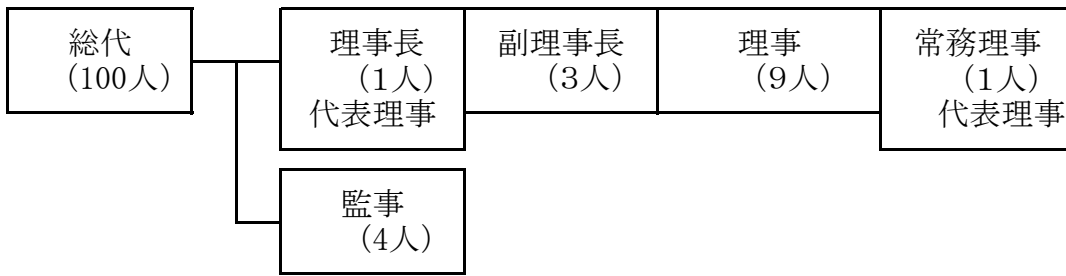 総代
(100人)
理事長
(1人)
代表理事
副理事長
(3人)
理事
(9人)
常務理事
(1人)
代表理事
監事
(4人)